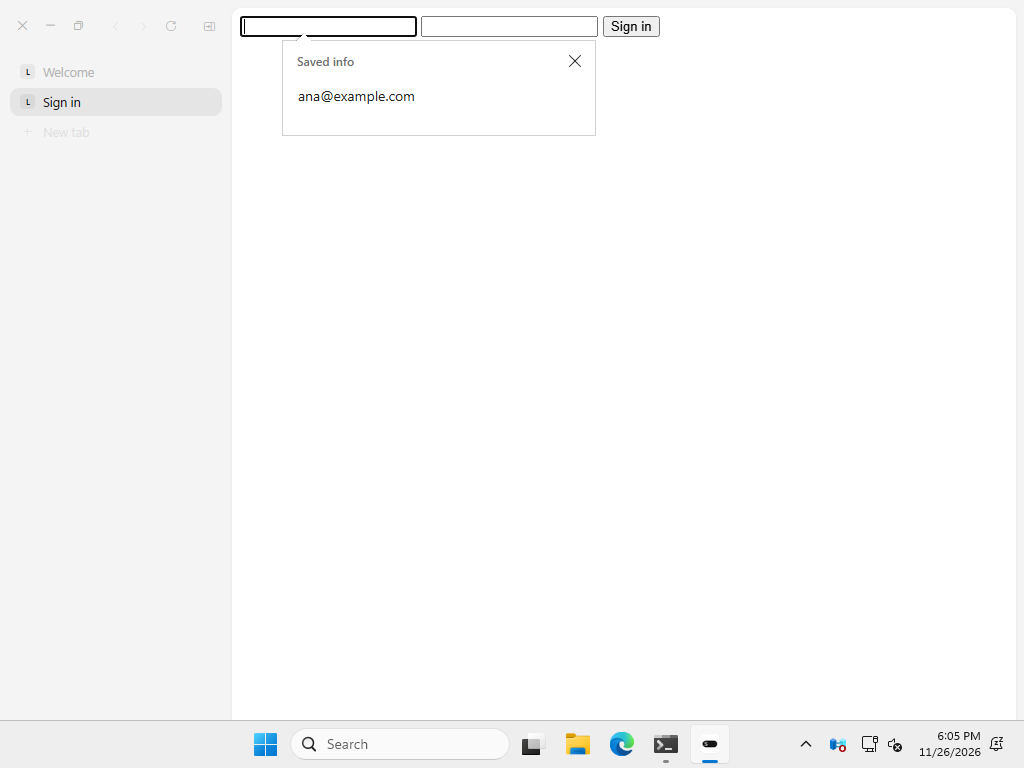 Sign in
Saved info
ana@example.com
L Welcome
L Sign in
+ New tab
Search
6:05 PM
11/26/2026